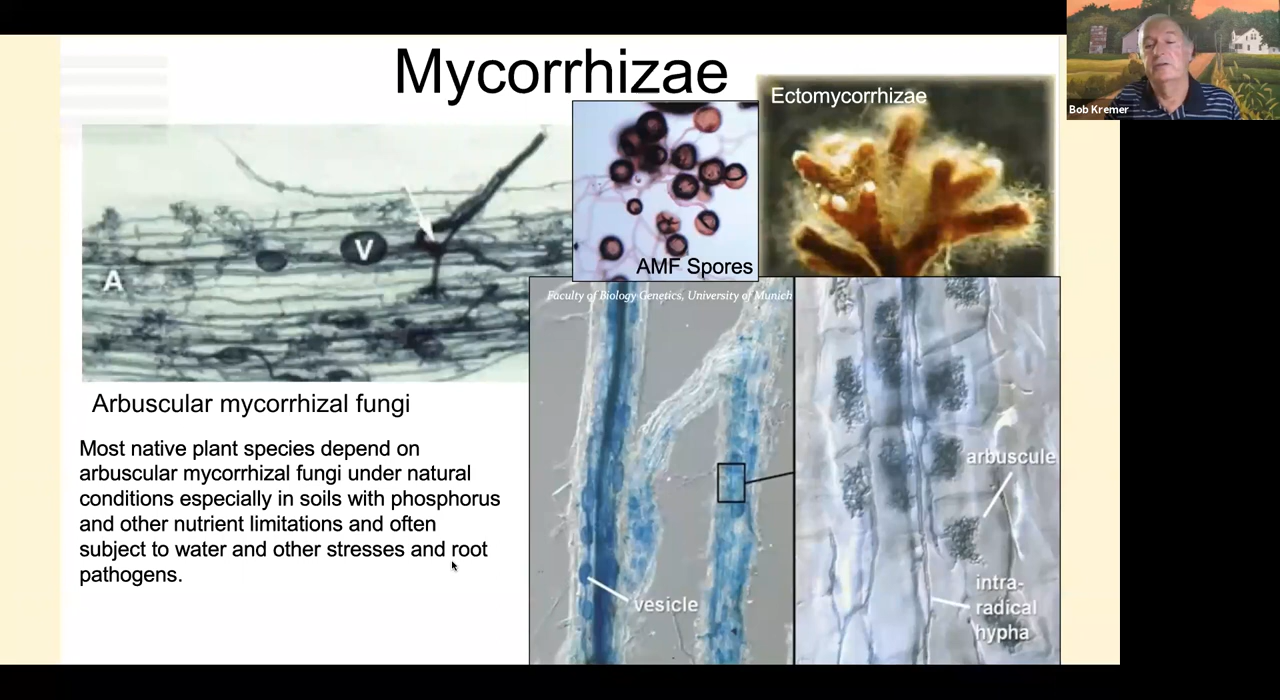 Mycorrhizae
Bob Kremer
Ectomycorrhizae
AMF Spores
V
A
Faculty of Biology Genetics, University of Munich
Arbuscular mycorrhizal fungi
Most native plant species depend on
arbuscular mycorrhizal fungi under natural
conditions especially in soils with phosphorus
and other nutrient limitations and often
subject to water and other stresses and root
pathogens.
arbuscule
vesicle
intra-
radical
hypha